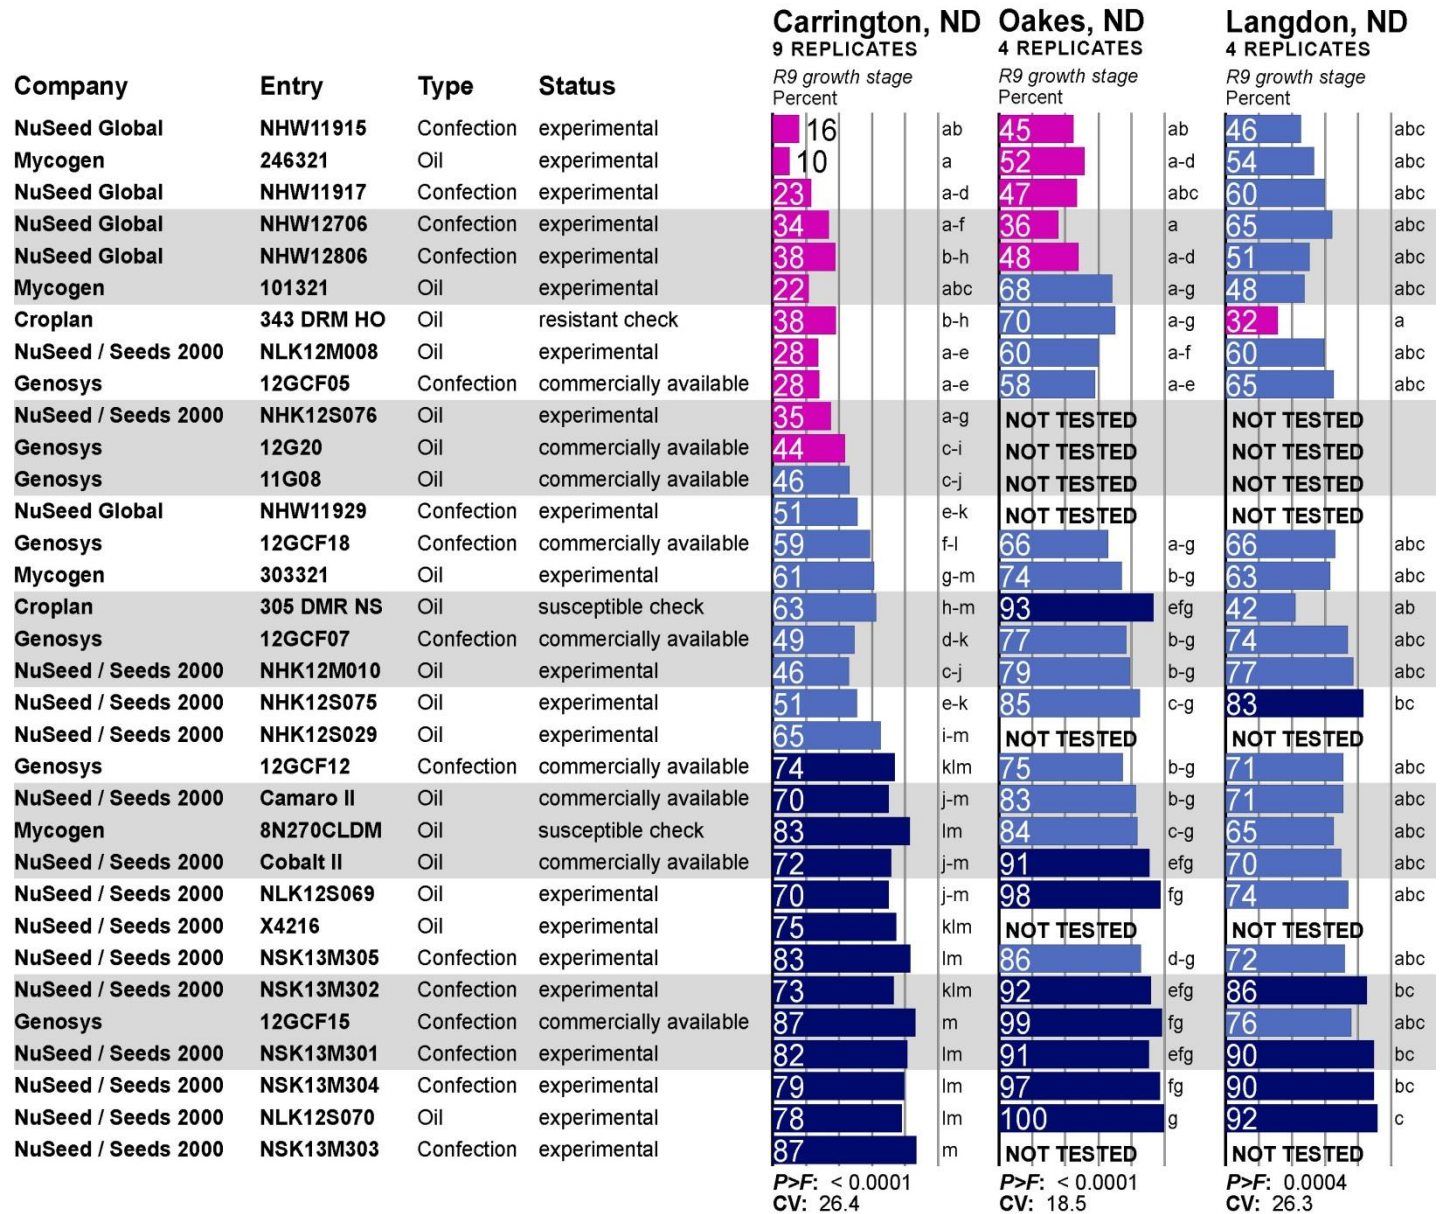 Carrington, ND Oakes, ND Langdon, ND
9 REPLICATES 4 REPLICATES 4 REPLICATES
R9 growth stage R9 growth stage R9 growth stage
Company Entry Type Status Percent Percent Percent
NuSeed Global NHW11915 Confection experimental 16 ab 45 ab 46 abc
Mycogen 246321 Oil experimental 10 a 52 a-d 54 abc
NuSeed Global NHW11917 Confection experimental 23 a-d 47 abc 60 abc
NuSeed Global NHW12706 Confection experimental 34 a-f 36 a 65 abc
NuSeed Global NHW12806 Confection experimental 38 b-h 48 a-d 51 abc
Mycogen 101321 Oil experimental 22 abc 68 a-g 48 abc
Croplan 343 DRM HO Oil resistant check 38 b-h 70 a-g 32 a
NuSeed / Seeds 2000 NLK12M008 Oil experimental 28 a-e 60 a-f 60 abc
Genosys 12GCF05 Confection commercially available 28 a-e 58 a-e 65 abc
NuSeed / Seeds 2000 NHK12S076 Oil experimental 35 a-g NOT TESTED NOT TESTED
Genosys 12G20 Oil commercially available 44 c-i NOT TESTED NOT TESTED
Genosys 11G08 Oil commercially available 46 c-j NOT TESTED NOT TESTED
NuSeed Global NHW11929 Confection experimental 51 e-k NOT TESTED NOT TESTED
Genosys 12GCF18 Confection commercially available 59 f-l 66 a-g 66 abc
Mycogen 303321 Oil experimental 61 g-m 74 b-g 63 abc
Croplan 305 DMR NS Oil susceptible check 63 h-m 93 efg 42 ab
Genosys 12GCF07 Confection commercially available 49 d-k 77 b-g 74 abc
NuSeed / Seeds 2000 NHK12M010 Oil experimental 46 c-j 79 b-g 77 abc
NuSeed / Seeds 2000 NHK12S075 Oil experimental 51 e-k 85 c-g 83 bc
NuSeed / Seeds 2000 NHK12S029 Oil experimental 65 i-m NOT TESTED NOT TESTED
Genosys 12GCF12 Confection commercially available 74 klm 75 b-g 71 abc
NuSeed / Seeds 2000 Camaro II Oil commercially available 70 j-m 83 b-g 71 abc
Mycogen 8N270CLDM Oil susceptible check 83 lm 84 c-g 65 abc
NuSeed / Seeds 2000 Cobalt II Oil commercially available 72 j-m 91 efg 70 abc
NuSeed / Seeds 2000 NLK12S069 Oil experimental 70 j-m 98 fg 74 abc
NuSeed / Seeds 2000 X4216 Oil experimental 75 klm NOT TESTED NOT TESTED
NuSeed / Seeds 2000 NSK13M305 Confection experimental 83 lm 86 d-g 72 abc
NuSeed / Seeds 2000 NSK13M302 Confection experimental 73 klm 92 efg 86 bc
Genosys 12GCF15 Confection commercially available 87 m 99 fg 76 abc
NuSeed / Seeds 2000 NSK13M301 Confection experimental 82 lm 91 efg 90 bc
NuSeed / Seeds 2000 NSK13M304 Confection experimental 79 lm 97 fg 90 bc
NuSeed / Seeds 2000 NLK12S070 Oil experimental 78 lm 100 g 92 c
NuSeed / Seeds 2000 NSK13M303 Confection experimental 87 m NOT TESTED NOT TESTED
P>F: < 0.0001 P>F: < 0.0001 P>F: 0.0004
CV: 26.4 CV: 18.5 CV: 26.3